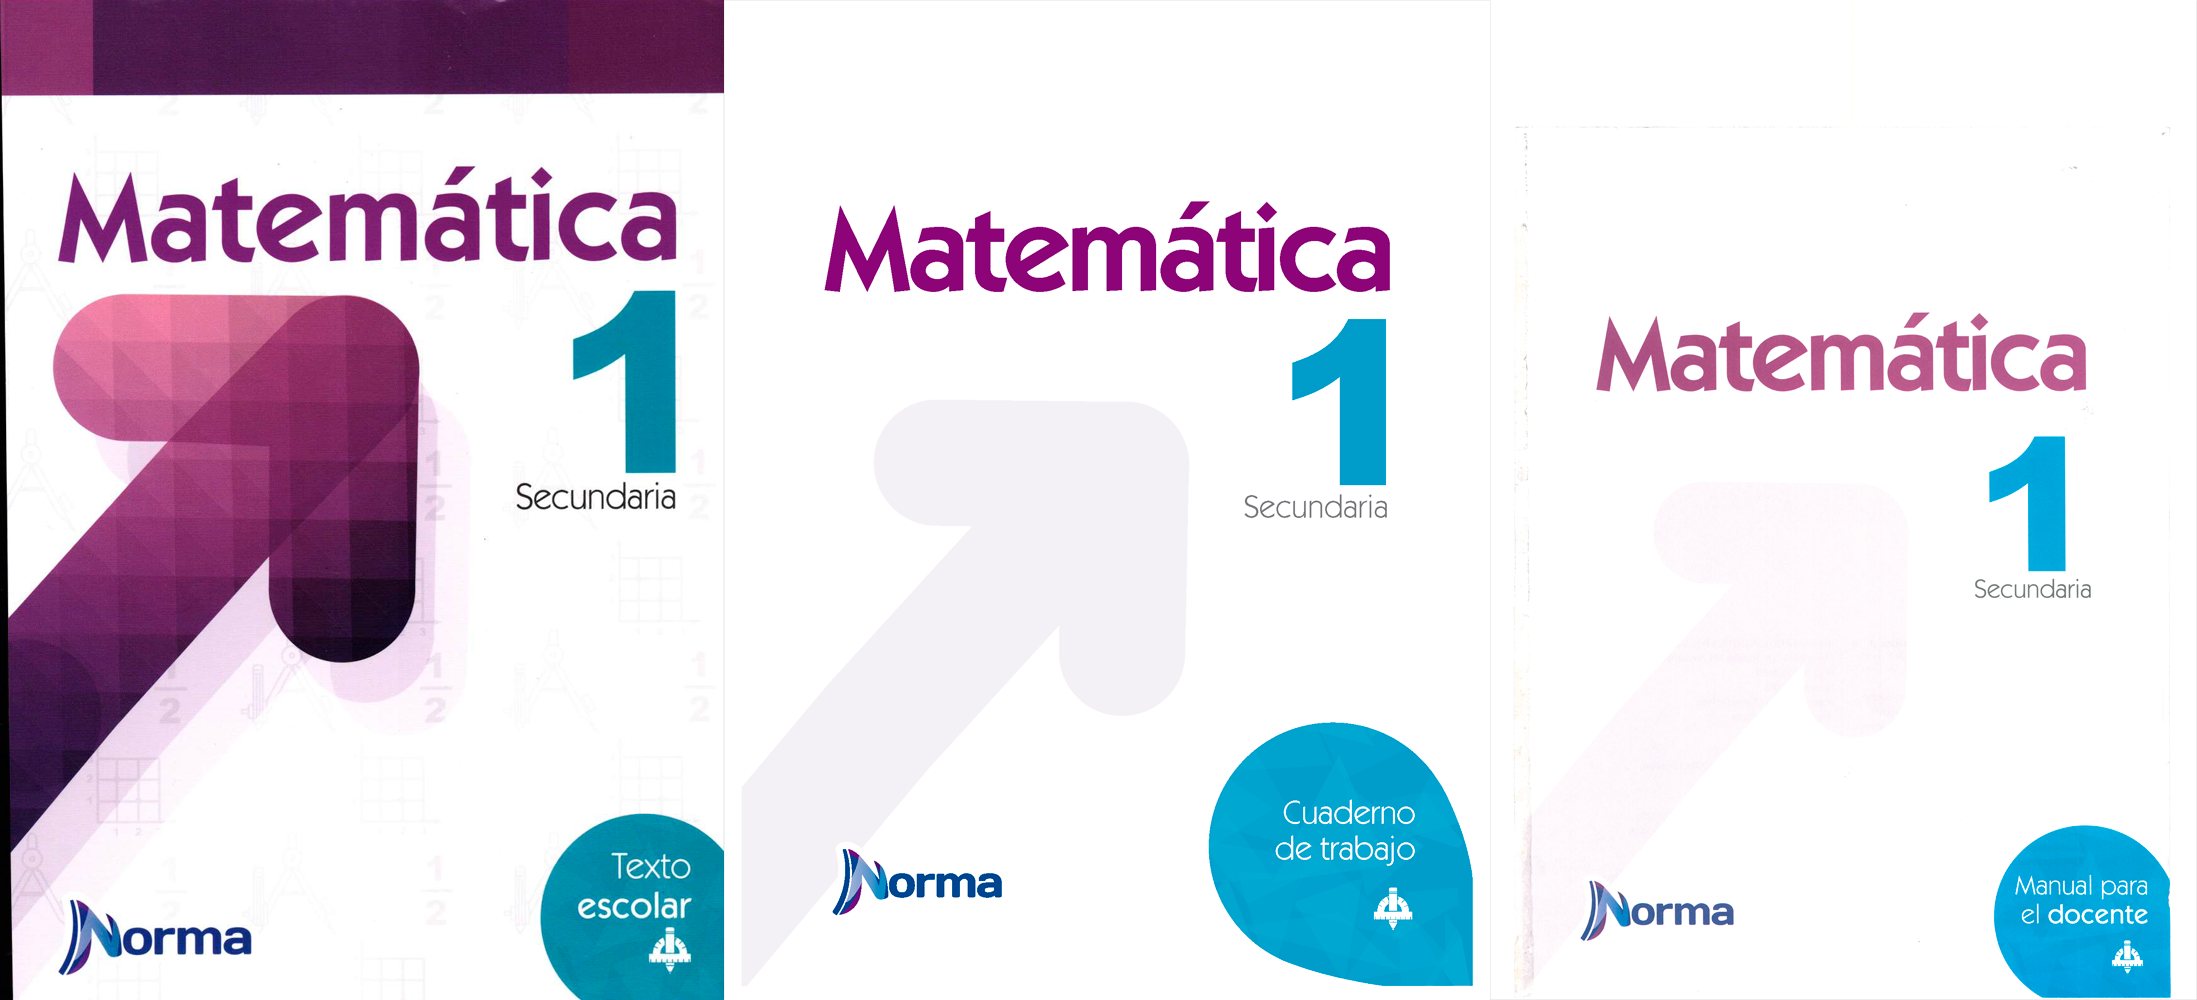 Matemática
1
Secundaria
Texto
escolar
Norma
Matemática
1
Secundaria
Cuaderno
de trabajo
Norma
Matemática
1
Secundaria
Manual para
el docente
Norma